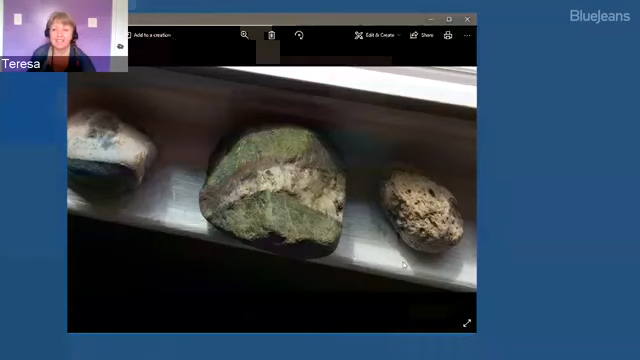 BlueJeans
Add to a creation
Edit & Create
Share
Teresa